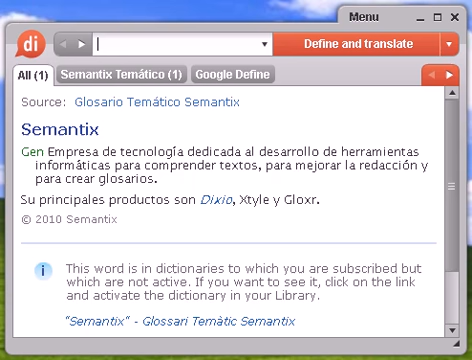 Menu
di
Define and translate
All (1)
Semantix Temático (1)
Google Define
Source: Glosario Temático Semantix
Semantix
Gen Empresa de tecnología dedicada al desarrollo de herramientas
informáticas para comprender textos, para mejorar la redacción y
para crear glosarios.
Su principales productos son Dixio, Xtyle y Gloxr.
© 2010 Semantix
i
This word is in dictionaries to which you are subscribed but
which are not active. If you want to see it, click on the link
and activate the dictionary in your Library.
"Semantix" - Glossari Temàtic Semantix